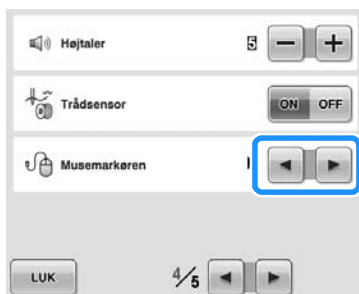 Højtaler 5 − +
Trådsensor ON OFF
Musemarkøren
LUK 4/5